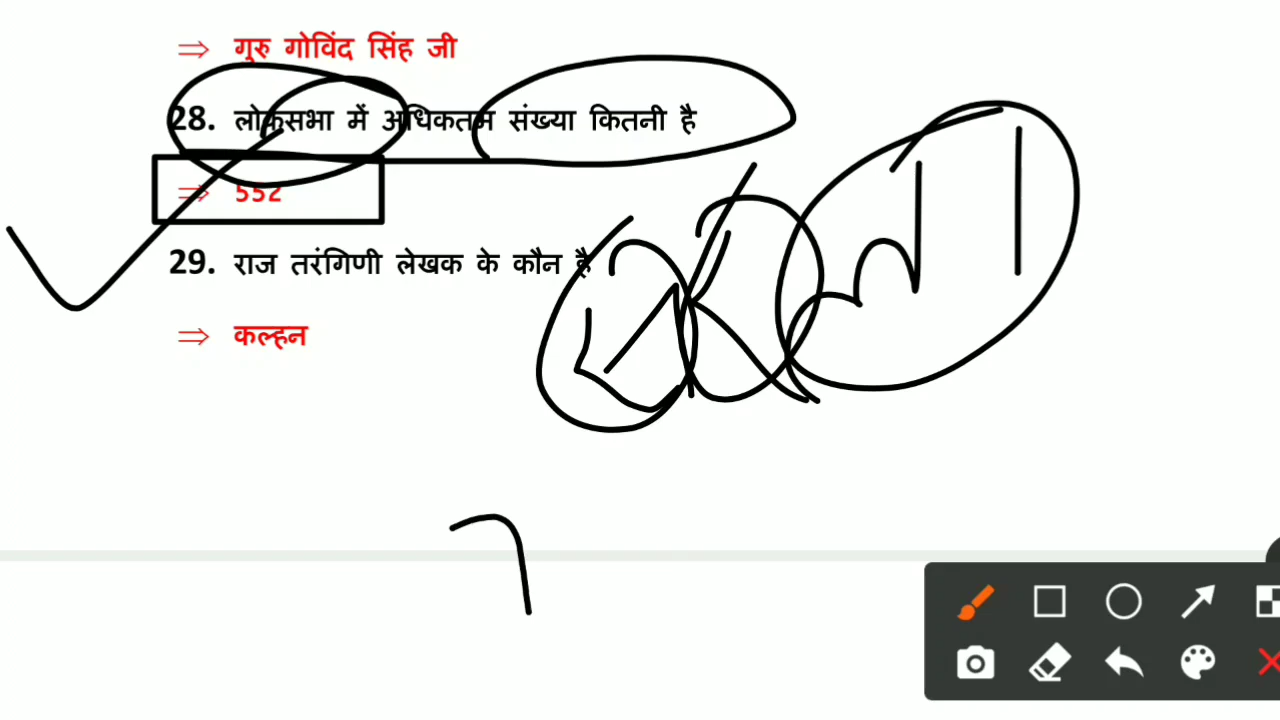 ⇒ गुरु गोविंद सिंह जी
28. लोकसभा में अधिकतम संख्या कितनी है
⇒ 552
29. राज तरंगिणी लेखक के कौन है
⇒ कल्हन